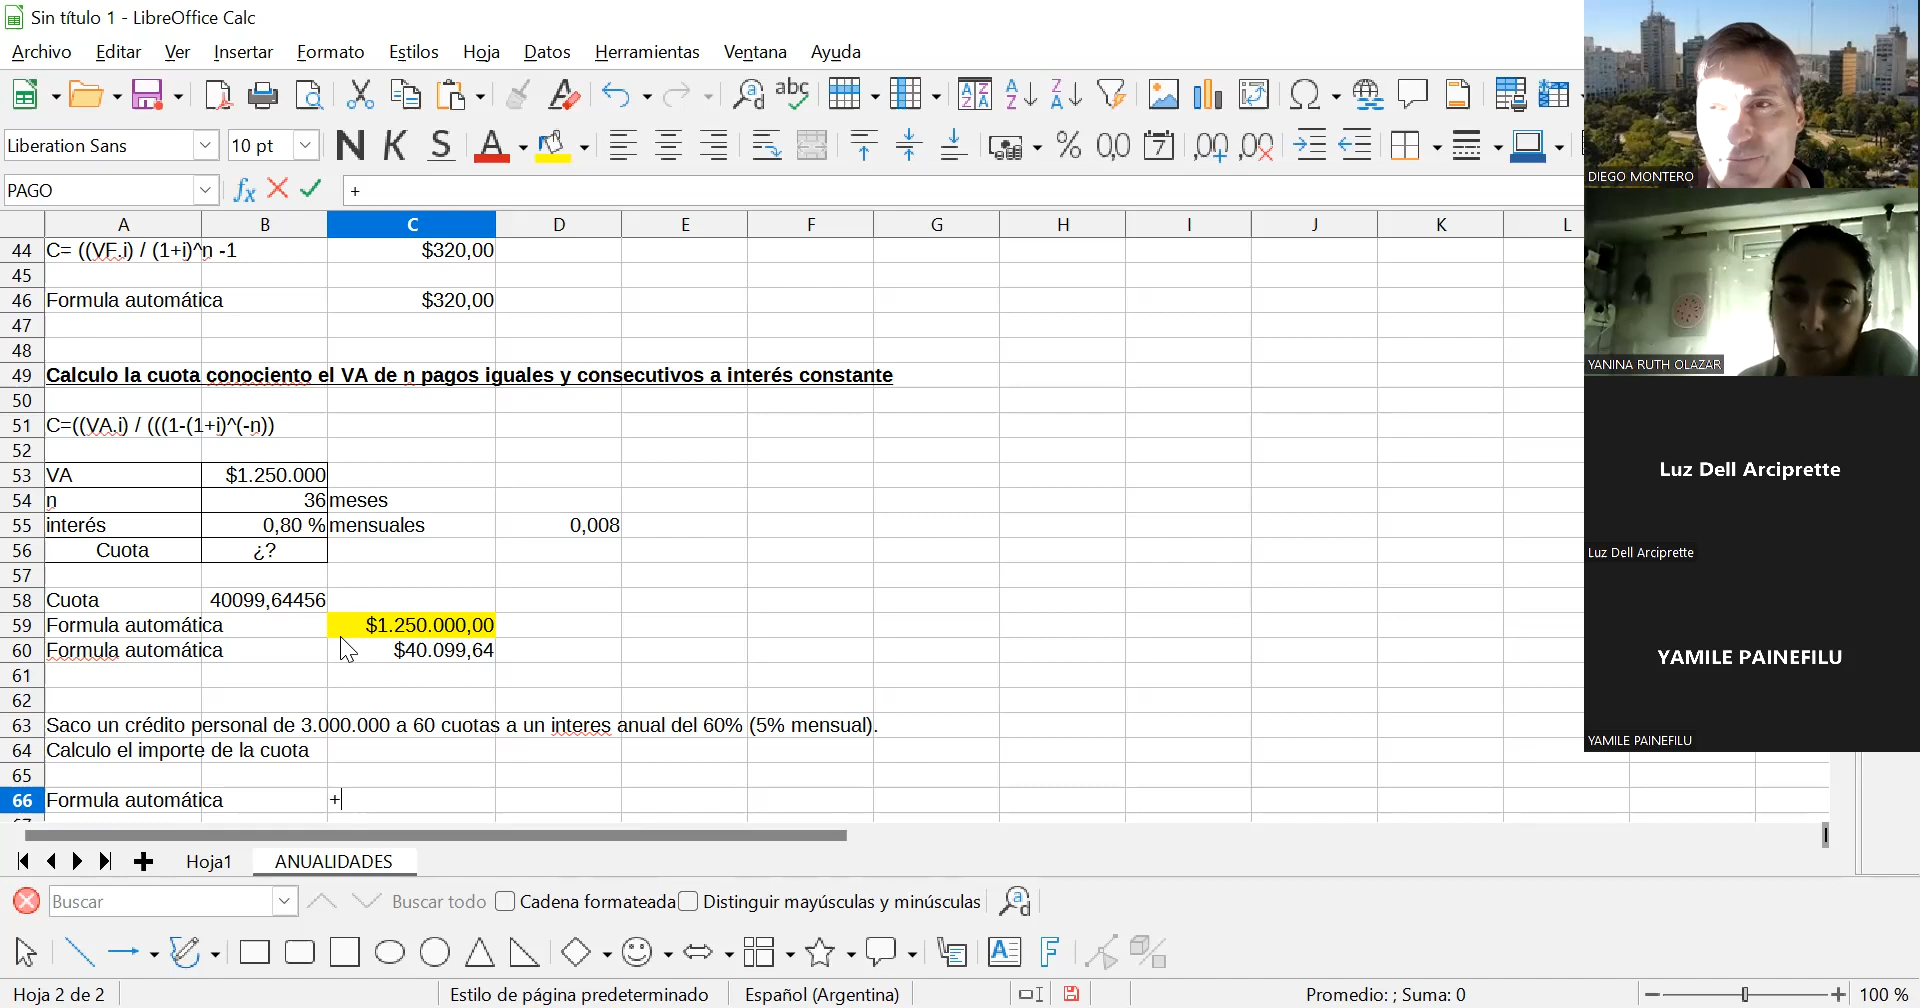 Sin título 1 - LibreOffice Calc
Archivo Editar Ver Insertar Formato Estilos Hoja Datos Herramientas Ventana Ayuda
Liberation Sans 10 pt N K S A
PAGO fx +
A B C D E F G H I J K L
44 C= ((VF.i) / (1+i)^n -1 $320,00
45
46 Formula automática $320,00
47
48
49 Calculo la cuota conociento el VA de n pagos iguales y consecutivos a interés constante
50
51 C=((VA.i) / (((1-(1+i)^(-n))
52
53 VA $1.250.000
54 n 36 meses
55 interés 0,80 % mensuales 0,008
56 Cuota ¿?
57
58 Cuota 40099,64456
59 Formula automática $1.250.000,00
60 Formula automática $40.099,64
61
62
63 Saco un crédito personal de 3.000.000 a 60 cuotas a un interes anual del 60% (5% mensual).
64 Calculo el importe de la cuota
65
66 Formula automática +
Hoja1 ANUALIDADES
Buscar Buscar todo Cadena formateada Distinguir mayúsculas y minúsculas
Hoja 2 de 2 Estilo de página predeterminado Español (Argentina) Promedio: ; Suma: 0 100 %
DIEGO MONTERO
YANINA RUTH OLAZAR
Luz Dell Arciprette
Luz Dell Arciprette
YAMILE PAINEFILU
YAMILE PAINEFILU